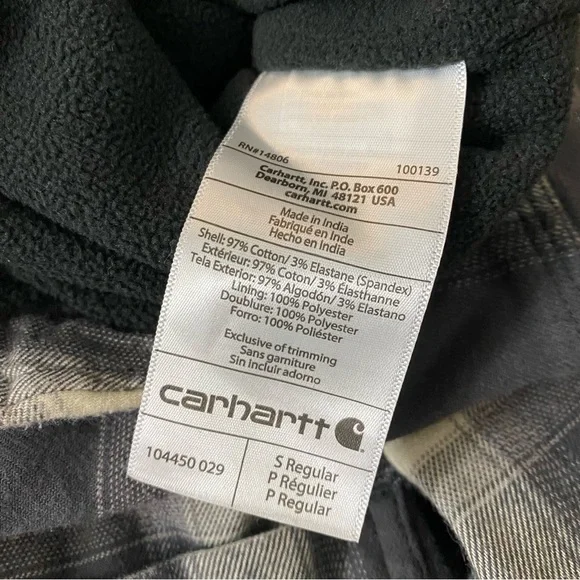 RN#14806
100139
Carhartt, Inc. P.O. Box 600
Dearborn, MI 48121 USA
carhartt.com
Made in India
Fabriqué en Inde
Hecho en India
Shell: 97% Cotton/ 3% Elastane (Spandex)
Extérieur: 97% Coton/ 3% Élasthanne
Tela Exterior: 97% Algodón/ 3% Elastano
Lining: 100% Polyester
Doublure: 100% Polyester
Forro: 100% Poliéster
Exclusive of trimming
Sans garniture
Sin incluir adorno
carhartt
104450 029
S Regular
P Régulier
P Regular